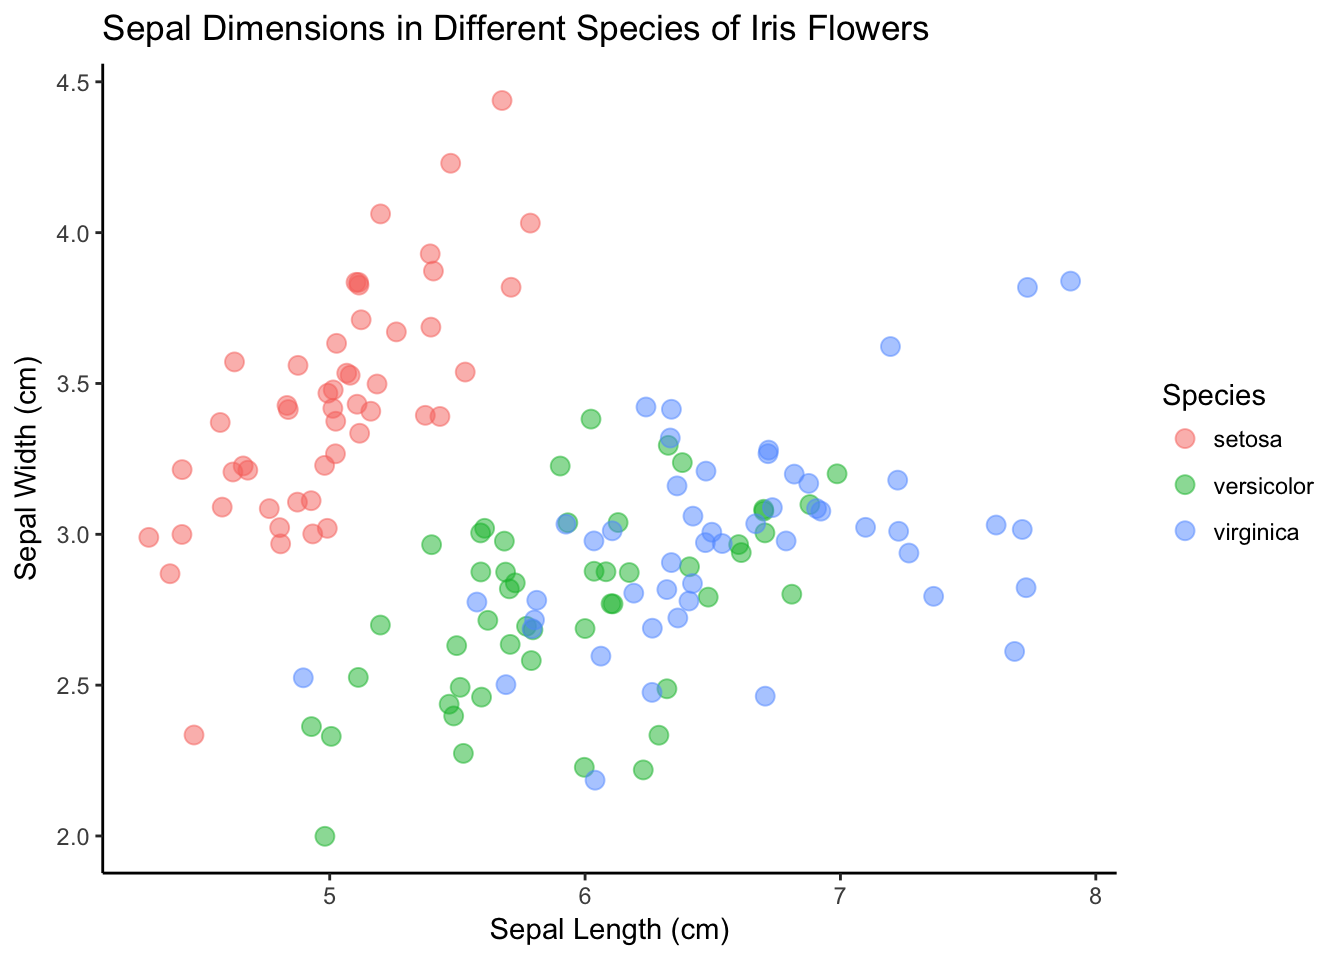 Sepal Dimensions in Different Species of Iris Flowers
4.5
4.0
3.5
3.0
2.5
2.0
Sepal Width (cm)
5 6 7 8
Sepal Length (cm)
Species
setosa
versicolor
virginica